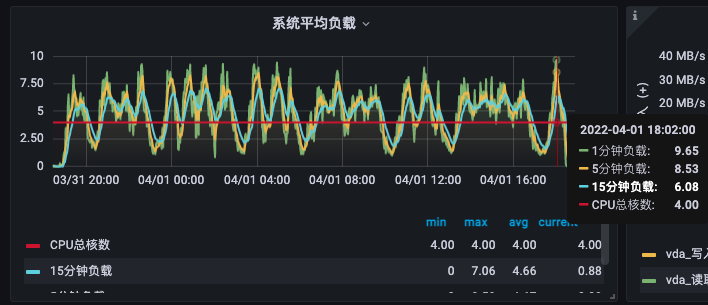 系统平均负载
10
7.50
5
2.50
0
03/31 20:00 04/01 00:00 04/01 04:00 04/01 08:00 04/01 12:00 04/01 16:00
min max avg current
CPU总核数 4.00 4.00 4.00 4.00
15分钟负载 0 7.06 4.66 0.88
i
40 MB/s
30 MB/s
20 MB/s
2022-04-01 18:02:00
1分钟负载: 9.65
5分钟负载: 8.53
15分钟负载: 6.08
CPU总核数: 4.00
vda_写入
vda_读取